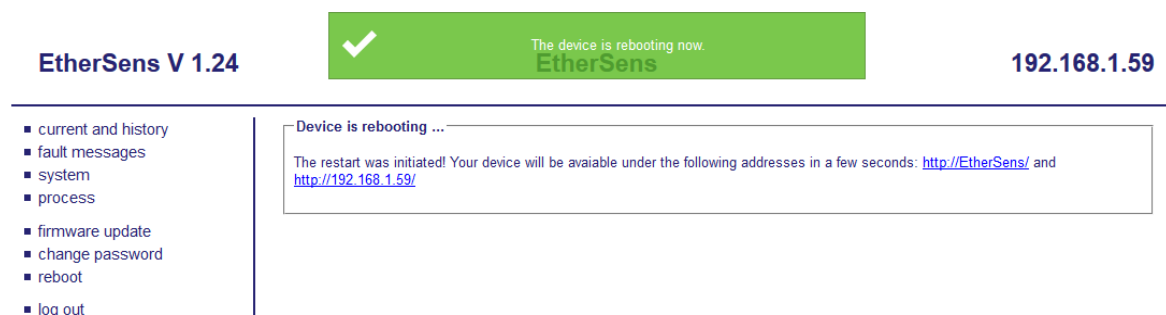 The device is rebooting now.
EtherSens V 1.24
EtherSens
192.168.1.59
current and history
fault messages
system
process
firmware update
change password
reboot
log out
Device is rebooting ...
The restart was initiated! Your device will be avaiable under the following addresses in a few seconds: http://EtherSens/ and
http://192.168.1.59/